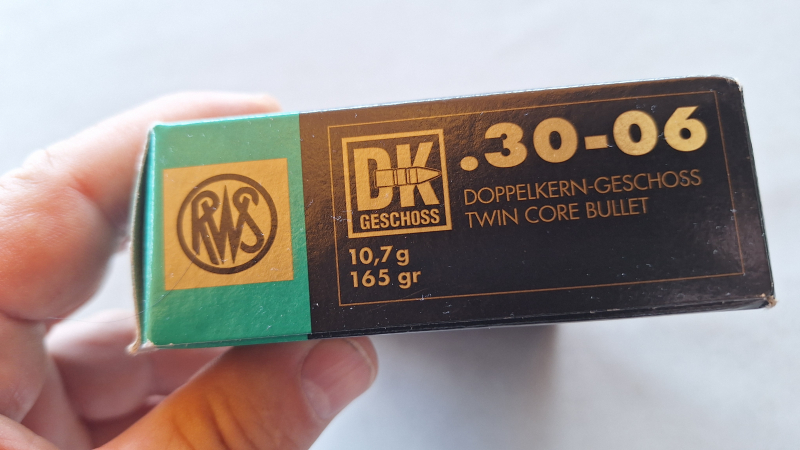 RWS
DK
GESCHOSS
.30-06
DOPPELKERN-GESCHOSS
TWIN CORE BULLET
10,7 g
165 gr